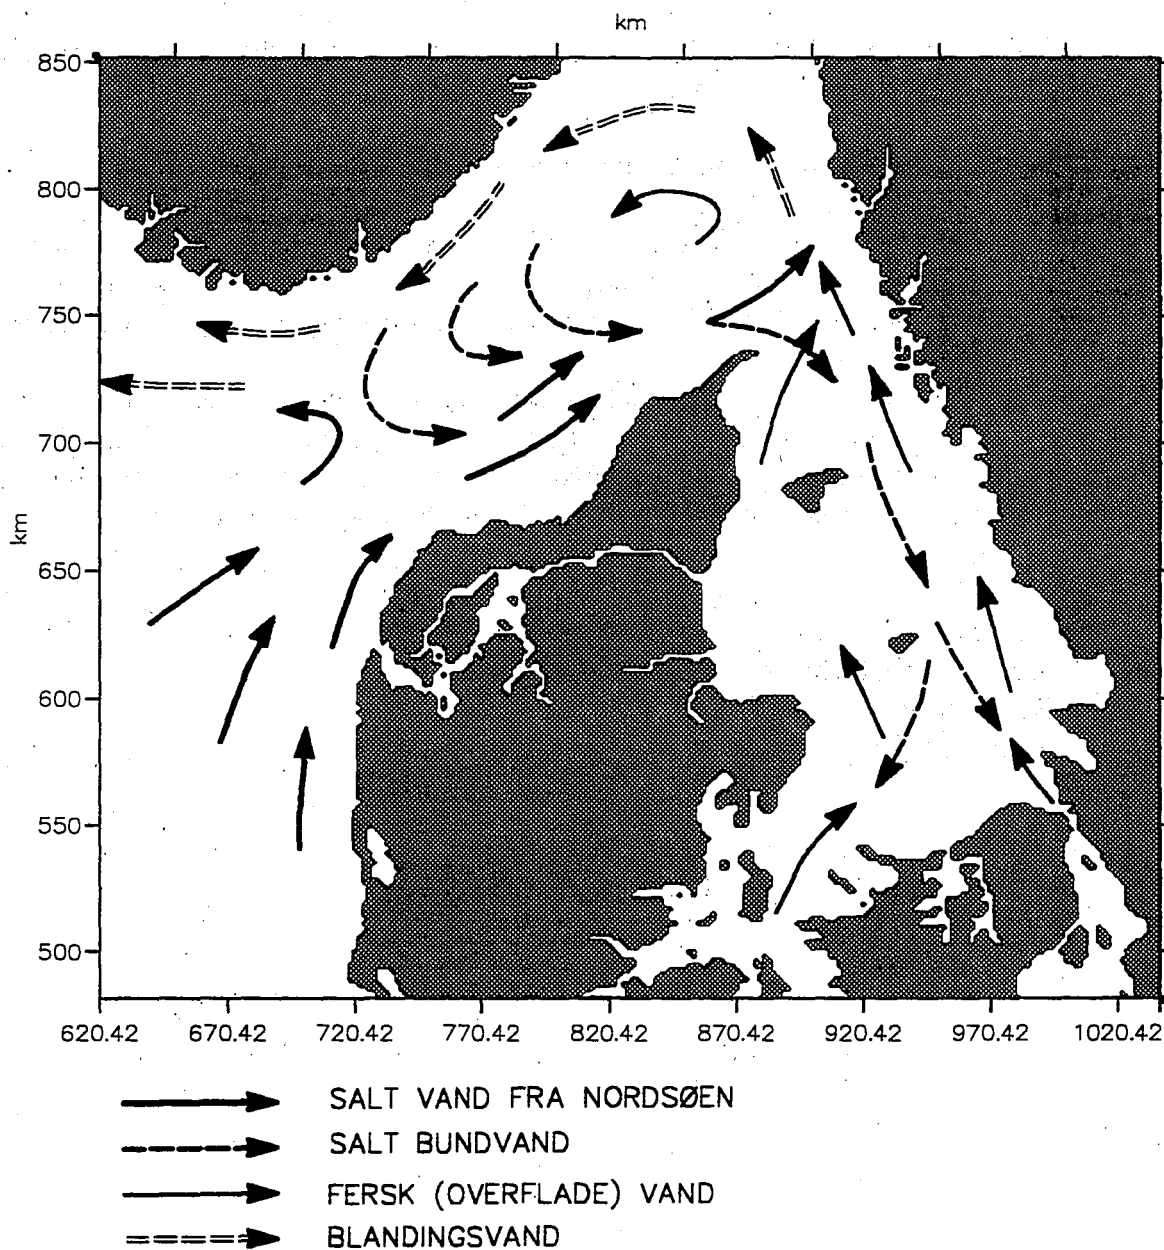 km
850
800
750
700
650
600
550
500
km
620.42 670.42 720.42 770.42 820.42 870.42 920.42 970.42 1020.42
SALT VAND FRA NORDSØEN
SALT BUNDVAND
FERSK (OVERFLADE) VAND
BLANDINGSVAND